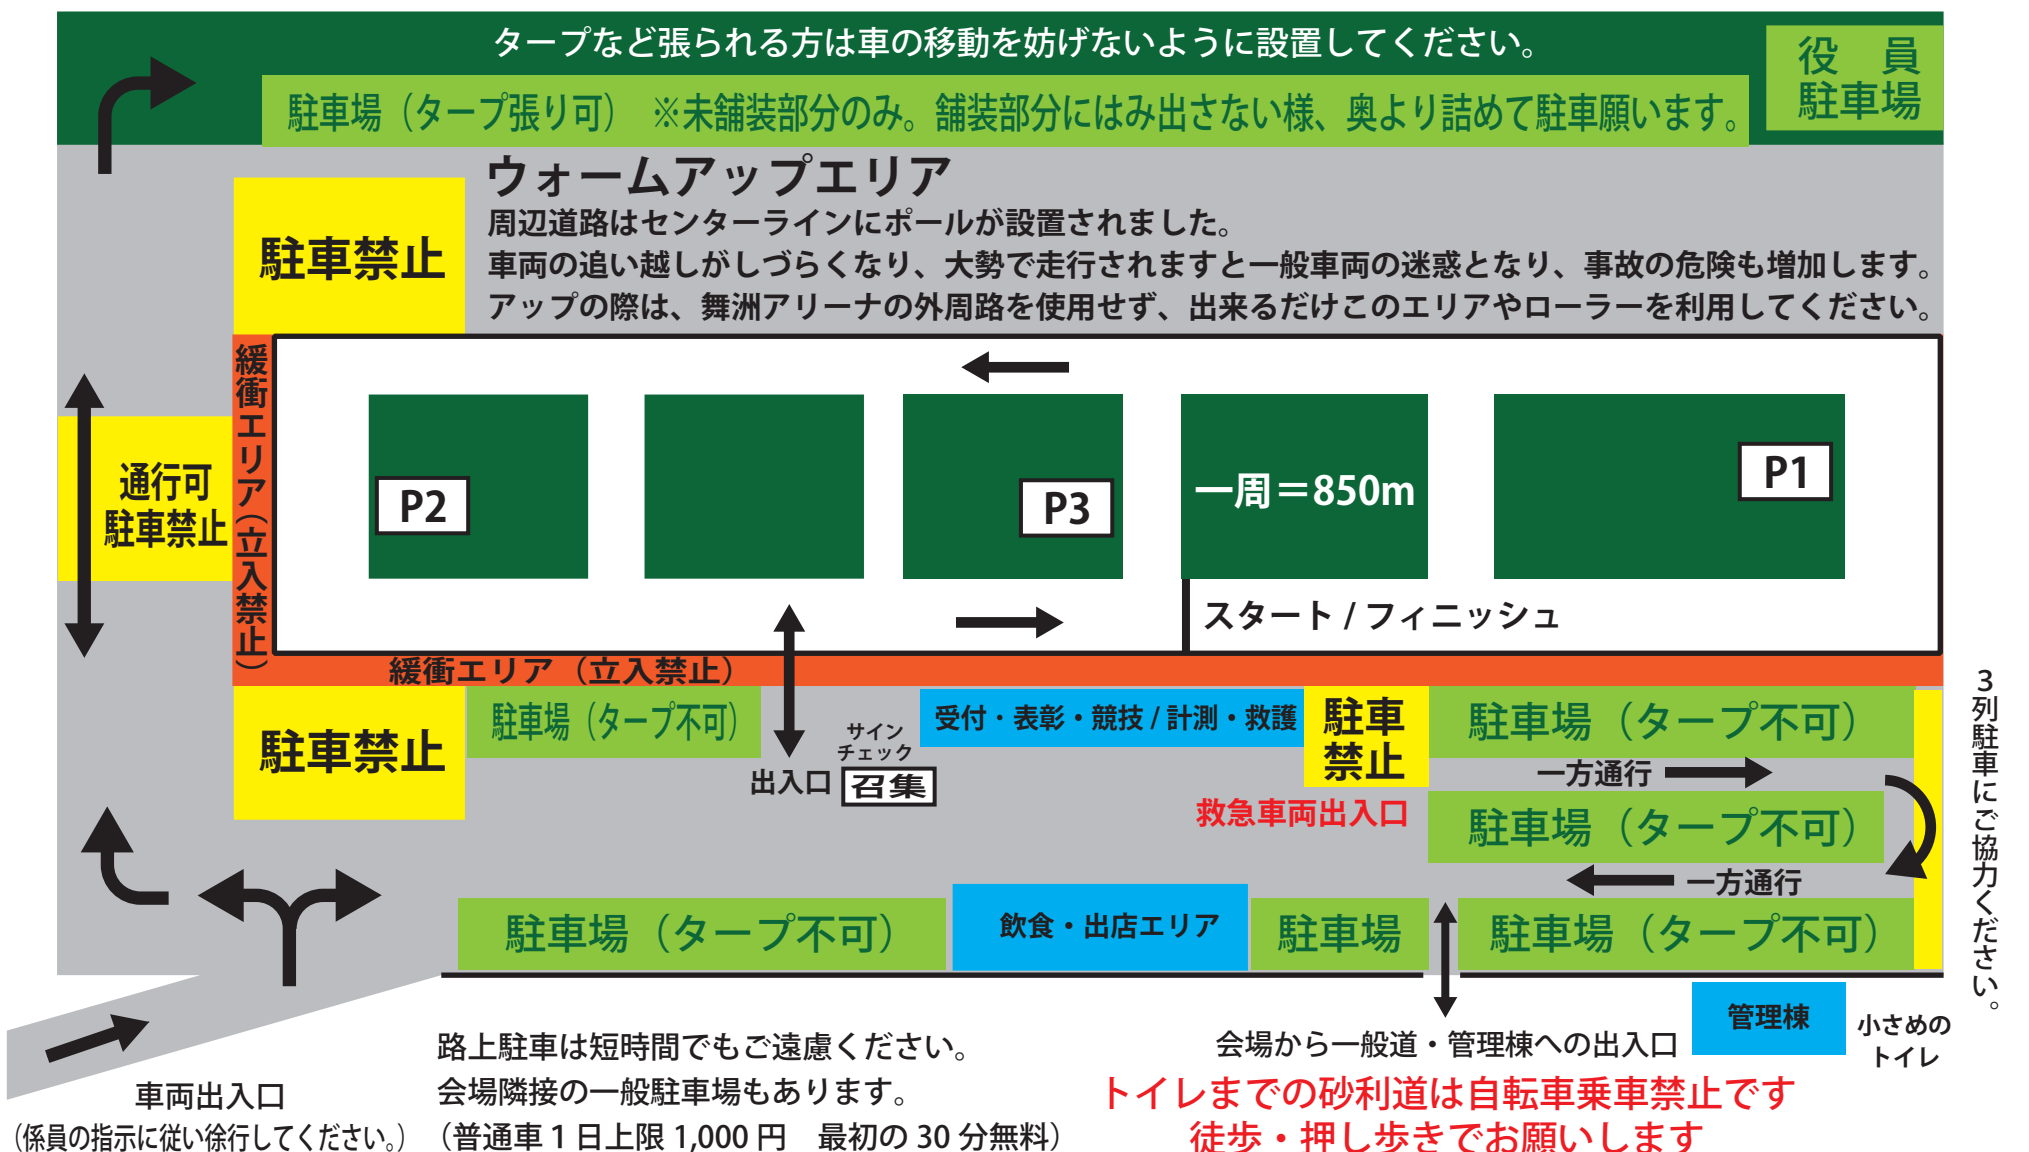 タープなど張られる方は車の移動を妨げないように設置してください。
役　員
駐車場
駐車場（タープ張り可）　※未舗装部分のみ。舗装部分にはみ出さない様、奥より詰めて駐車願います。
ウォームアップエリア
周辺道路はセンターラインにポールが設置されました。
車両の追い越しがしづらくなり、大勢で走行されますと一般車両の迷惑となり、事故の危険も増加します。
アップの際は、舞洲アリーナの外周路を使用せず、出来るだけこのエリアやローラーを利用してください。
駐車禁止
緩衝エリア（立入禁止）
通行可
駐車禁止
P2
P3
一周＝850m
P1
スタート / フィニッシュ
緩衝エリア（立入禁止）
駐車禁止
駐車場（タープ不可）
サイン
チェック
出入口
召集
受付・表彰・競技 / 計測・救護
駐車
禁止
駐車場（タープ不可）
一方通行
救急車両出入口
駐車場（タープ不可）
一方通行
3列駐車にご協力ください。
駐車場（タープ不可）
飲食・出店エリア
駐車場
駐車場（タープ不可）
管理棟
小さめの
トイレ
会場から一般道・管理棟への出入口
トイレまでの砂利道は自転車乗車禁止です
徒歩・押し歩きでお願いします
路上駐車は短時間でもご遠慮ください。
会場隣接の一般駐車場もあります。
（普通車 1 日上限 1,000 円　最初の 30 分無料）
車両出入口
（係員の指示に従い徐行してください。）